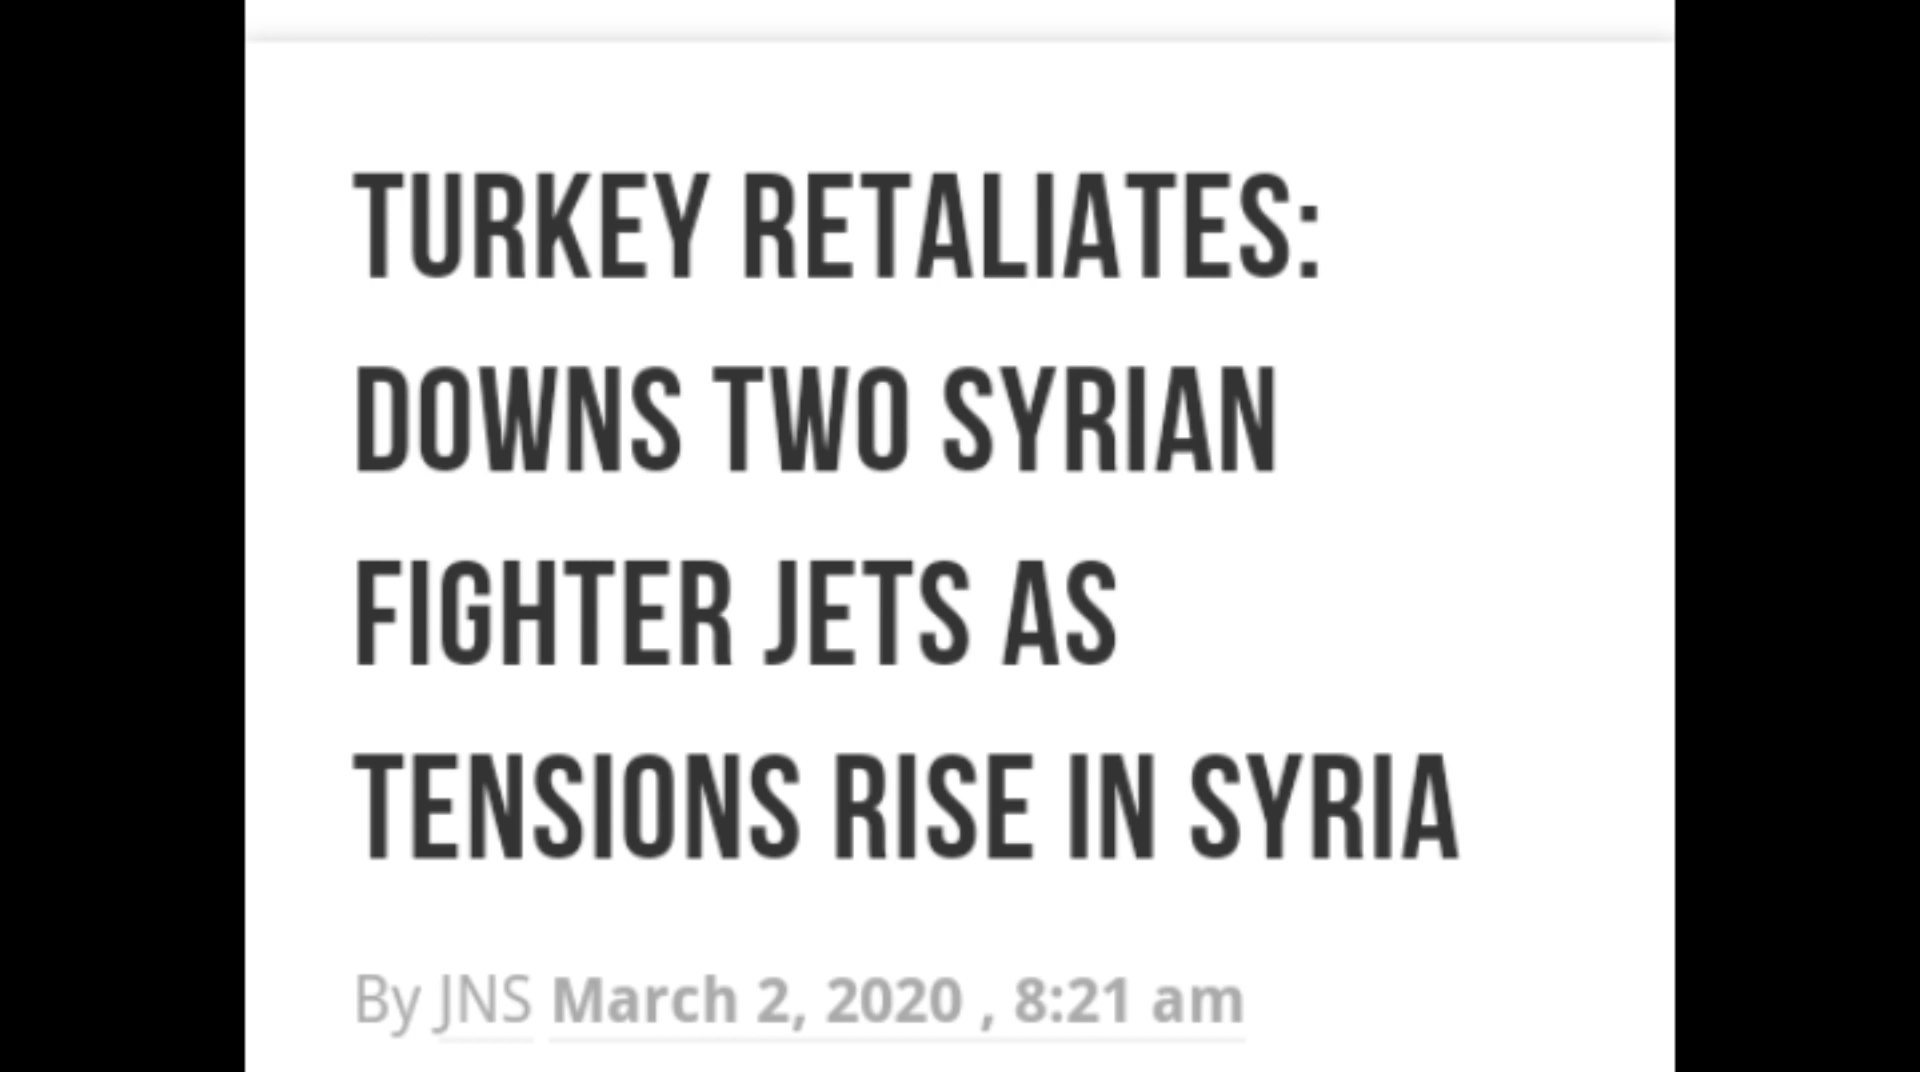 TURKEY RETALIATES:
DOWNS TWO SYRIAN
FIGHTER JETS AS
TENSIONS RISE IN SYRIA
By JNS March 2, 2020 , 8:21 am